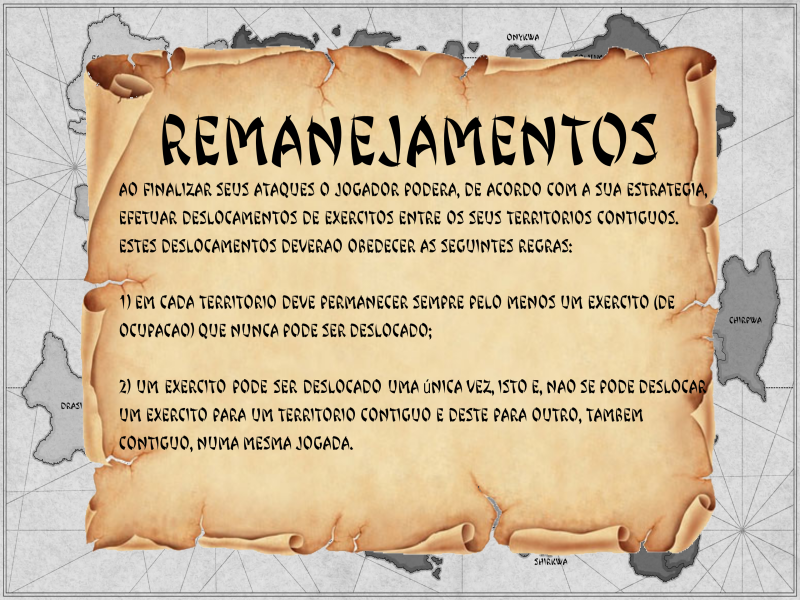 ONYKWA
REMANEJAMENTOS
AO FINALIZAR SEUS ATAQUES O JOGADOR PODERA, DE ACORDO COM A SUA ESTRATEGIA,
EFETUAR DESLOCAMENTOS DE EXERCITOS ENTRE OS SEUS TERRITORIOS CONTIGUOS.
ESTES DESLOCAMENTOS DEVERAO OBEDECER AS SEGUINTES REGRAS:
1) EM CADA TERRITORIO DEVE PERMANECER SEMPRE PELO MENOS UM EXERCITO (DE
OCUPACAO) QUE NUNCA PODE SER DESLOCADO;
CHIRPWA
2) UM EXERCITO PODE SER DESLOCADO UMA úNICA VEZ, ISTO E, NAO SE PODE DESLOCAR
UM EXERCITO PARA UM TERRITORIO CONTIGUO E DESTE PARA OUTRO, TAMBEM
CONTIGUO, NUMA MESMA JOGADA.
SHIRKWA